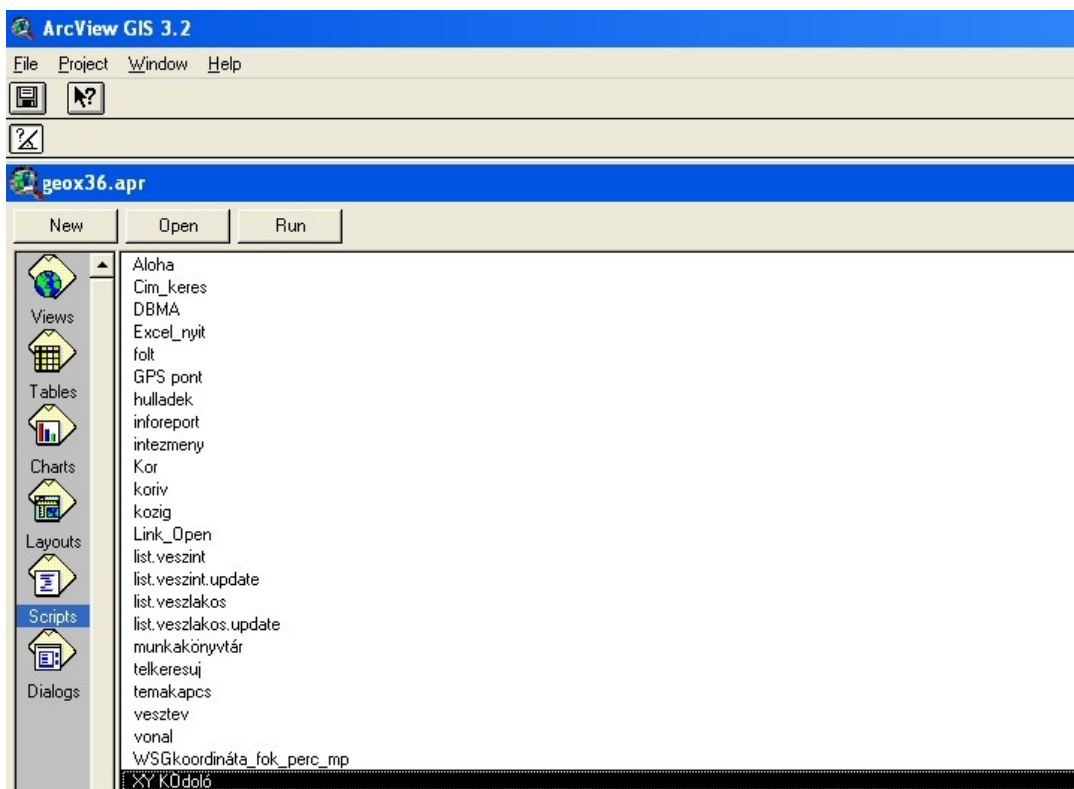 ArcView GIS 3.2
File Project Window Help
geox36.apr
New Open Run
Views
Tables
Charts
Layouts
Scripts
Dialogs
Aloha
Cim_keres
DBMA
Excel_nyit
folt
GPS pont
hulladek
inforeport
intezmeny
Kor
koriv
kozig
Link_Open
list.veszint
list.veszint.update
list.veszlakos
list.veszlakos.update
munkakönyvtár
telkeresuj
temakapcs
vesztev
vonal
WSGkoordináta_fok_perc_mp
XY KÓdoló